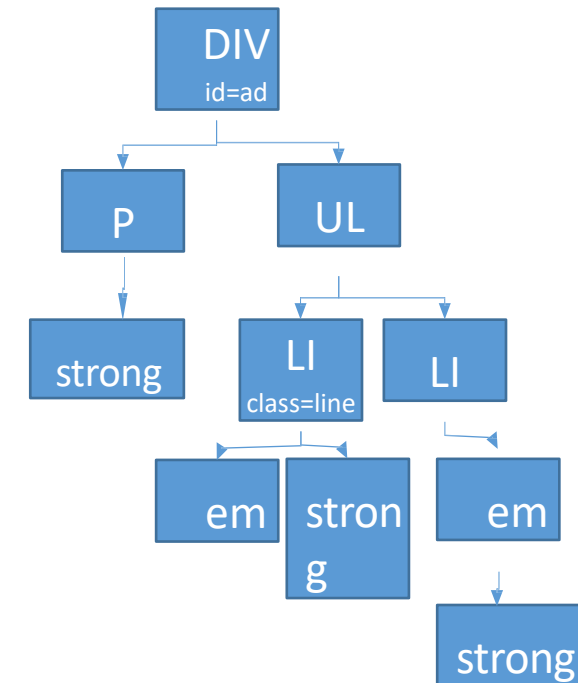 DIV
id=ad
P
UL
strong
LI
class=line
LI
em
stron
g
em
strong